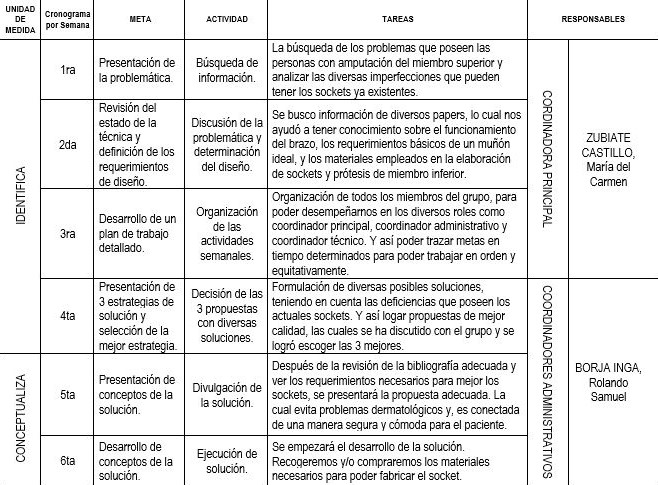 UNIDAD DE MEDIDA
Cronograma por Semana
META
ACTIVIDAD
TAREAS
RESPONSABLES
IDENTIFICA
1ra
Presentación de
la problemática.
Búsqueda de
información.
La búsqueda de los problemas que poseen las
personas con amputación del miembro superior y
analizar las diversas imperfecciones que pueden
tener los sockets ya existentes.
CORDINADORA PRINCIPAL
ZUBIATE
CASTILLO,
María del
Carmen
2da
Revisión del
estado de la
técnica y
definición de los
requerimientos
de diseño.
Discusión de la
problemática y
determinación
del diseño.
Se busco información de diversos papers, lo cual nos
ayudó a tener conocimiento sobre el funcionamiento
del brazo, los requerimientos básicos de un muñón
ideal, y los materiales empleados en la elaboración
de sockets y prótesis de miembro inferior.
3ra
Desarrollo de un
plan de trabajo
detallado.
Organización
de las
actividades
semanales.
Organización de todos los miembros del grupo, para
poder desempeñarnos en los diversos roles como
coordinador principal, coordinador administrativo y
coordinador técnico. Y así poder trazar metas en
tiempo determinados para poder trabajar en orden y
equitativamente.
4ta
Presentación de
3 estrategias de
solución y
selección de la
mejor estrategia.
Decisión de las
3 propuestas
con diversas
soluciones.
Formulación de diversas posibles soluciones,
teniendo en cuenta las deficiencias que poseen los
actuales sockets. Y así logar propuestas de mejor
calidad, las cuales se ha discutido con el grupo y se
logró escoger las 3 mejores.
COORDINADORES ADMINISTRATIVOS
BORJA INGA,
Rolando
Samuel
CONCEPTUALIZA
5ta
Presentación de
conceptos de la
solución.
Divulgación de
la solución.
Después de la revisión de la bibliografía adecuada y
ver los requerimientos necesarios para mejor los
sockets, se presentará la propuesta adecuada. La
cual evita problemas dermatológicos y, es conectada
de una manera segura y cómoda para el paciente.
6ta
Desarrollo de
conceptos de la
solución.
Ejecución de
solución.
Se empezará el desarrollo de la solución.
Recogeremos y/o compraremos los materiales
necesarios para poder fabricar el socket.